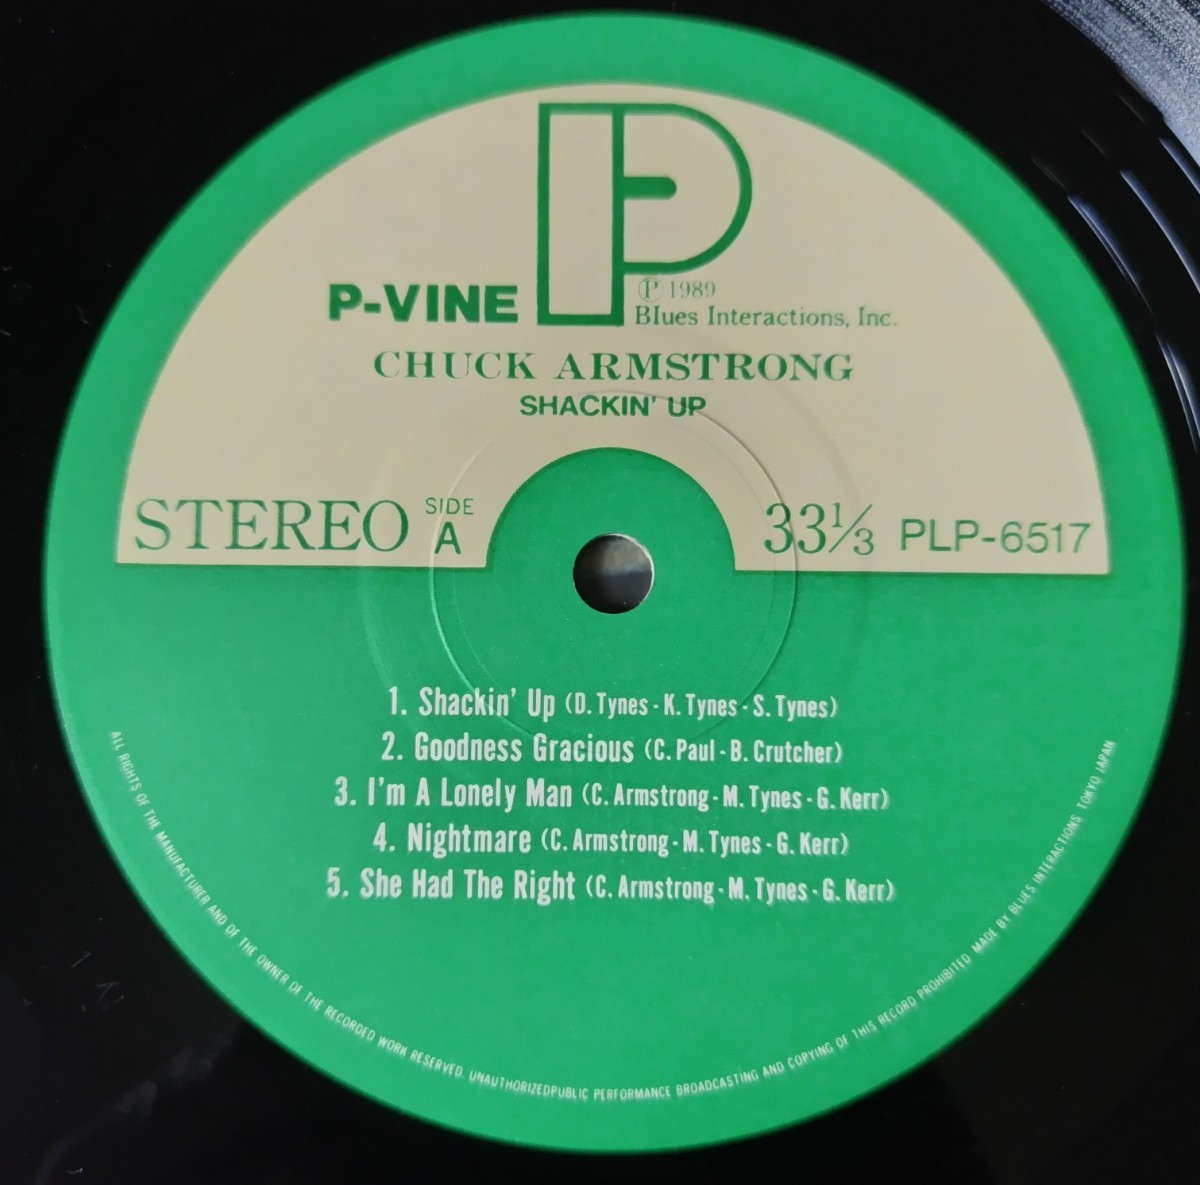 P-VINE
Ⓟ 1989
Blues Interactions, Inc.
CHUCK ARMSTRONG
SHACKIN' UP
STEREO
SIDE
A
33⅓ PLP-6517
1. Shackin' Up (D. Tynes - K. Tynes - S. Tynes)
2. Goodness Gracious (C. Paul - B. Crutcher)
3. I'm A Lonely Man (C. Armstrong - M. Tynes - G. Kerr)
4. Nightmare (C. Armstrong - M. Tynes - G. Kerr)
5. She Had The Right (C. Armstrong - M. Tynes - G. Kerr)
ALL RIGHTS OF THE MANUFACTURER AND OF THE OWNER OF THE RECORDED WORK RESERVED. UNAUTHORIZEDPUBLIC PERFORMANCE BROADCASTING AND COPYING OF THIS RECORD PROHIBITED MADE BY BLUES INTERACTIONS TOKYO JAPAN